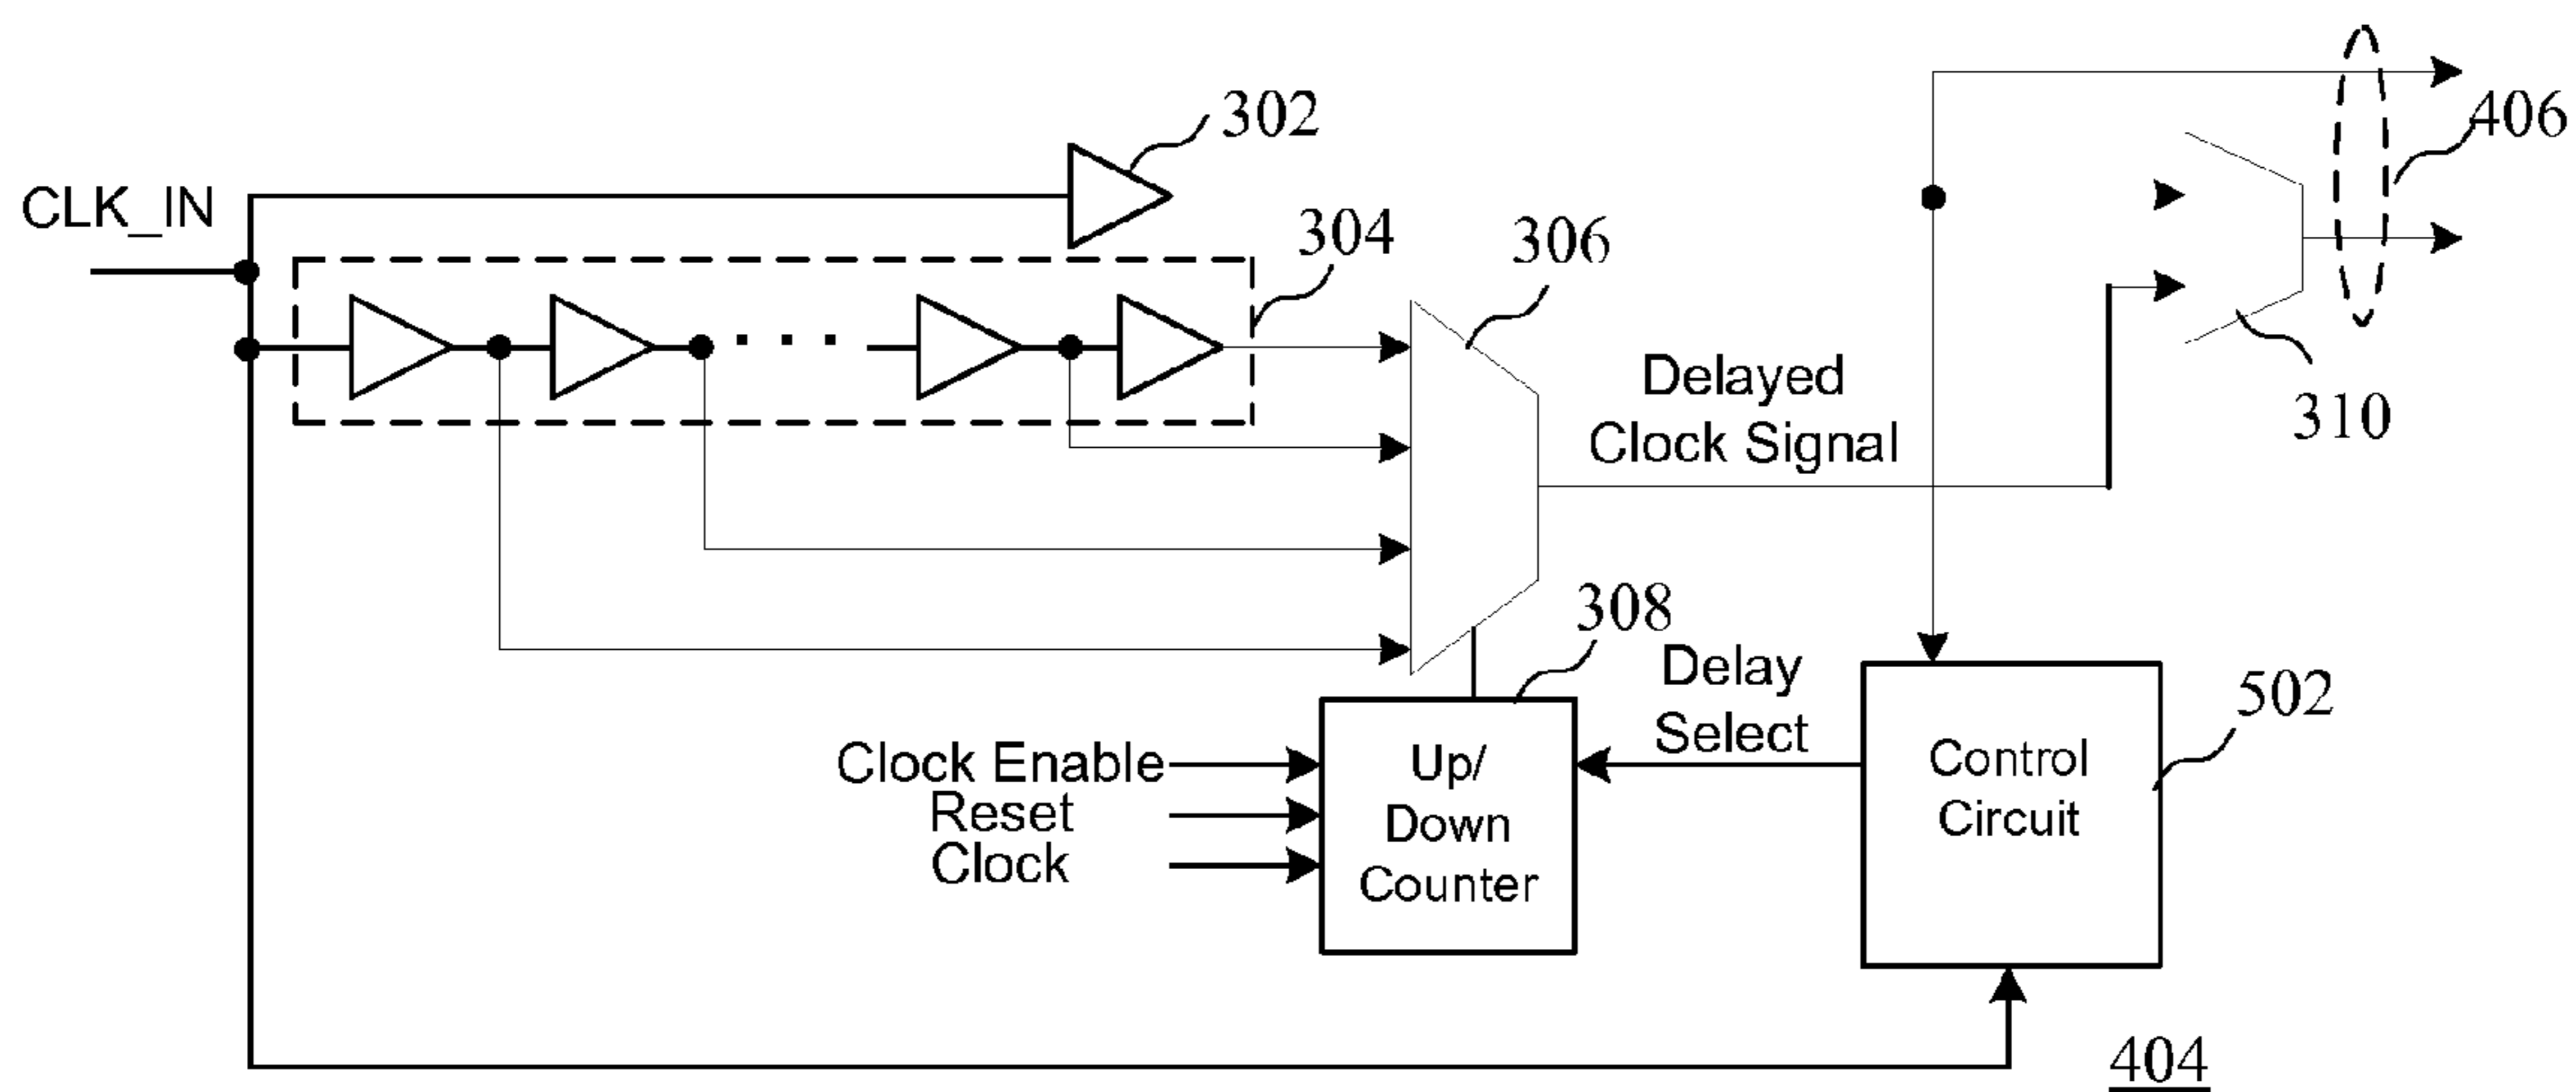 302
406
CLK_IN
304
306
Delayed
Clock Signal
310
308
Delay
Select
502
Clock Enable
Reset
Clock
Up/
Down
Counter
Control
Circuit
404